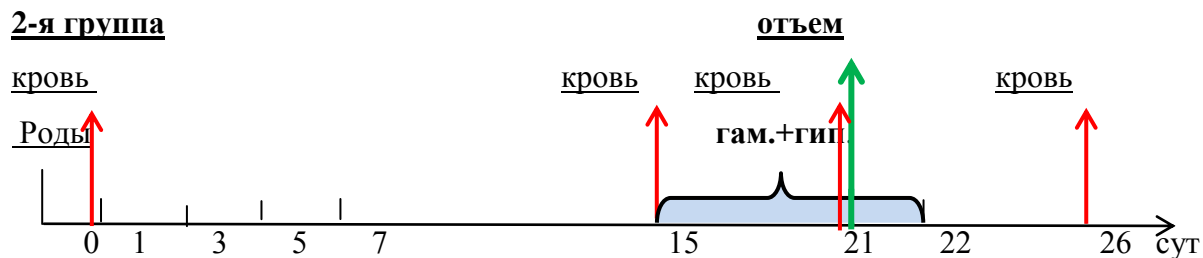 2-я группа отъем
кровь кровь кровь кровь
Роды гам.+гип.
0 1 3 5 7 15 21 22 26 сут